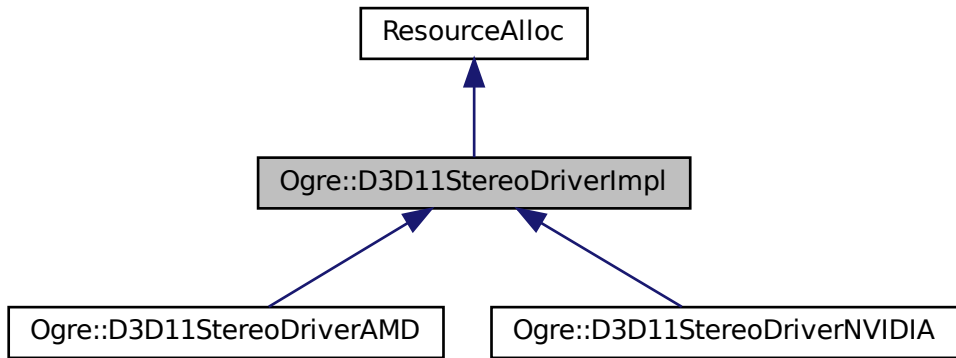 ResourceAlloc
Ogre::D3D11StereoDriverImpl
Ogre::D3D11StereoDriverAMD
Ogre::D3D11StereoDriverNVIDIA